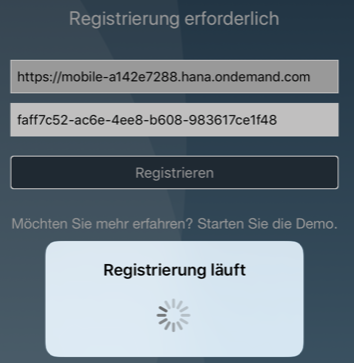 Registrierung erforderlich
https://mobile-a142e7288.hana.ondemand.com
faff7c52-ac6e-4ee8-b608-983617ce1f48
Registrieren
Möchten Sie mehr erfahren? Starten Sie die Demo.
Registrierung läuft